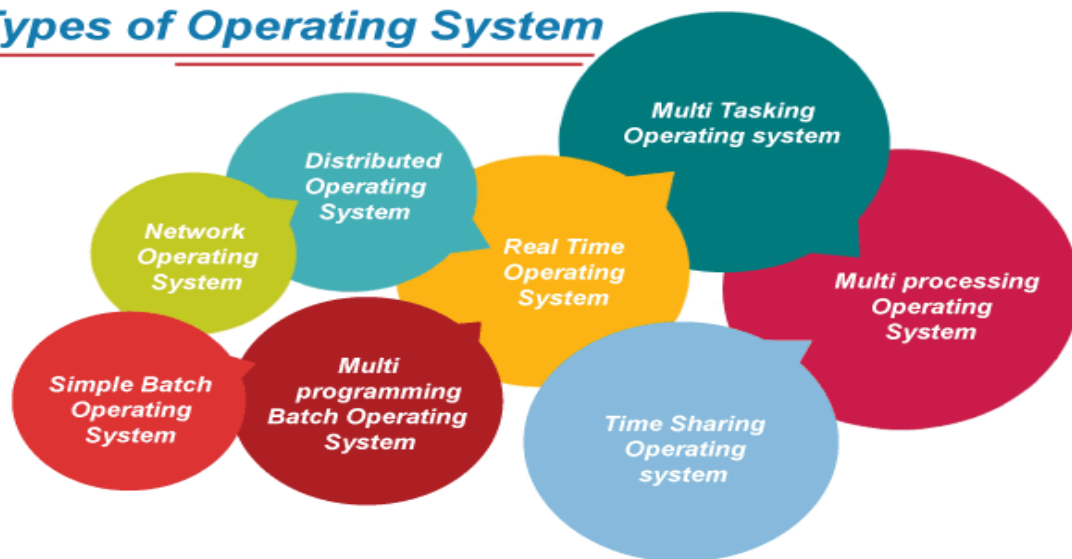 Types of Operating System
Multi Tasking
Operating system
Distributed
Operating
System
Network
Operating
System
Real Time
Operating
System
Multi processing
Operating
System
Simple Batch
Operating
System
Multi
programming
Batch Operating
System
Time Sharing
Operating
system